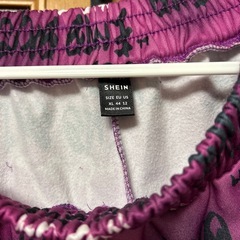 SHEIN
SIZE EU US
XL 44 12
MADE IN CHINA